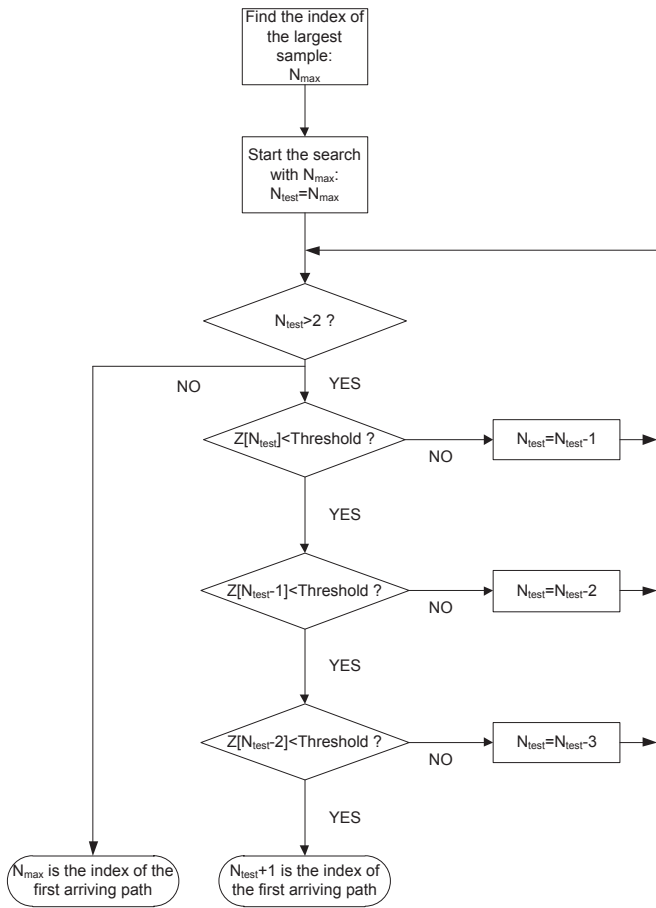 Find the index of
the largest
sample:
Nmax
Start the search
with Nmax:
Ntest=Nmax
Ntest>2 ?
NO
YES
Z[Ntest]<Threshold ?
NO
Ntest=Ntest-1
YES
Z[Ntest-1]<Threshold ?
NO
Ntest=Ntest-2
YES
Z[Ntest-2]<Threshold ?
NO
Ntest=Ntest-3
YES
Nmax is the index of the
first arriving path
Ntest+1 is the index of
the first arriving path